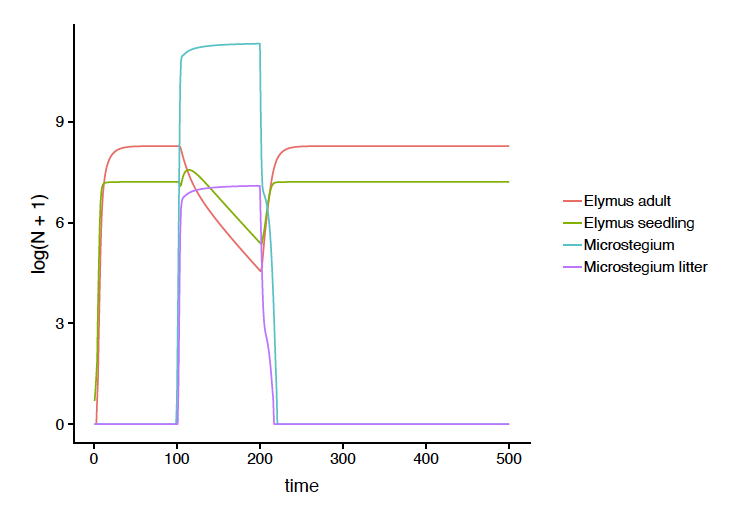 log(N + 1)
9
6
3
0
0 100 200 300 400 500
time
Elymus adult
Elymus seedling
Microstegium
Microstegium litter